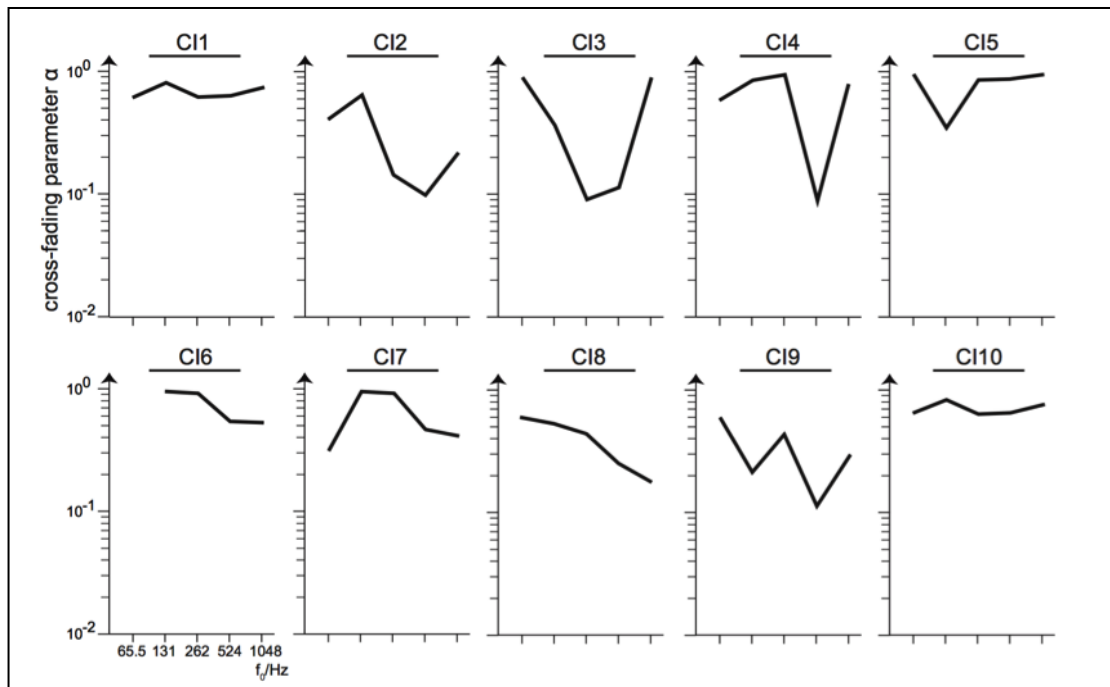 CI1 CI2 CI3 CI4 CI5
cross-fading parameter α
10⁰
10⁻¹
10⁻²
CI6 CI7 CI8 CI9 CI10
10⁰
10⁻¹
10⁻²
65.5 131 262 524 1048
f₀/Hz